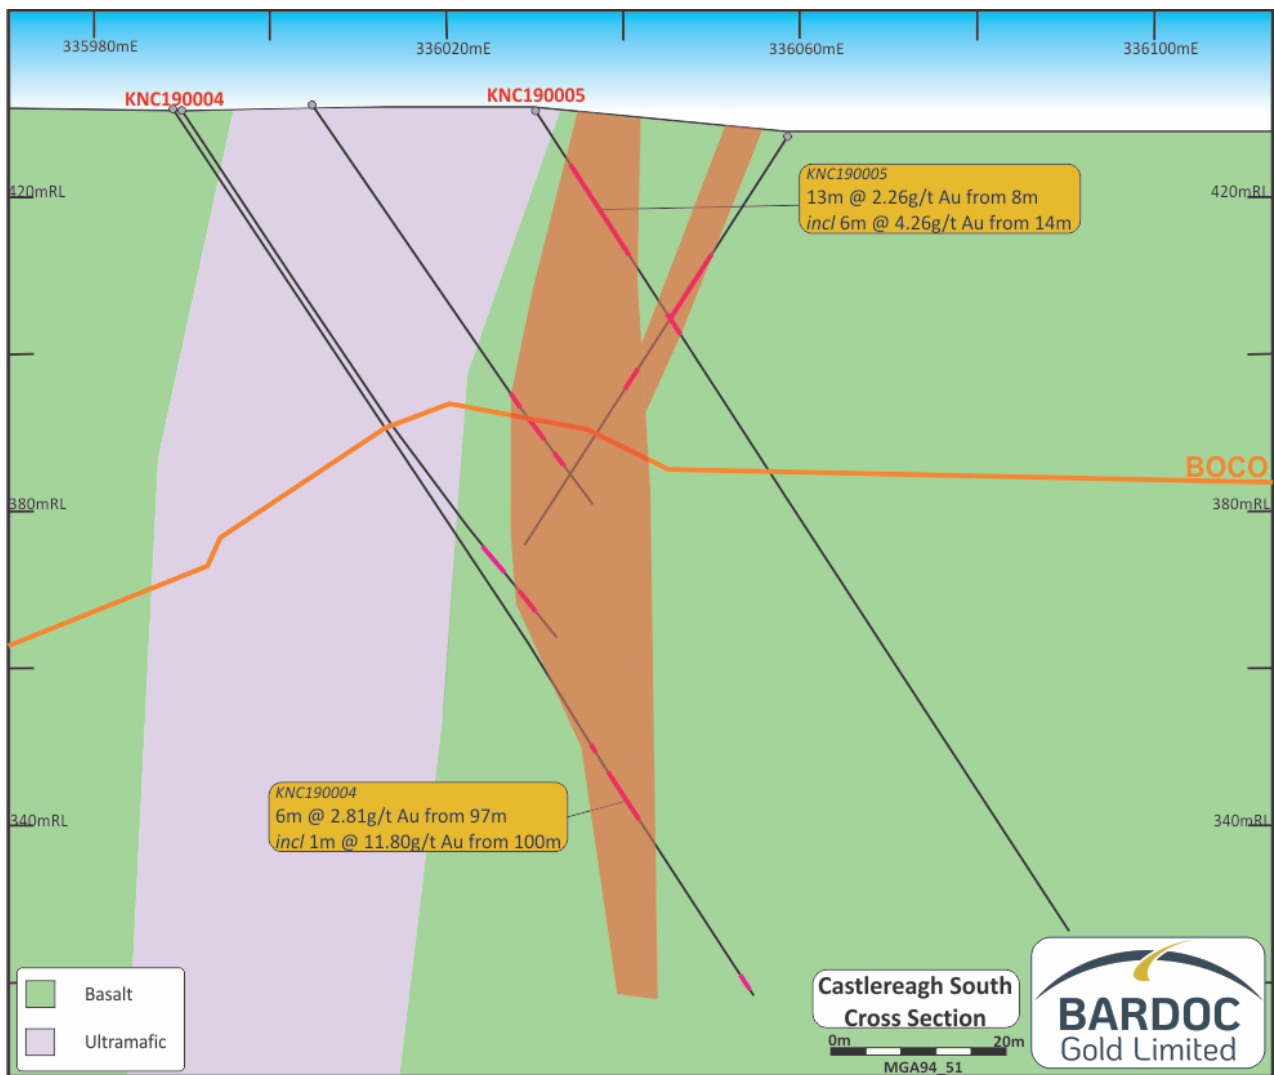 335980mE
336020mE
336060mE
336100mE
KNC190004
KNC190005
KNC190005
13m @ 2.26g/t Au from 8m
incl 6m @ 4.26g/t Au from 14m
420mRL
420mRL
BOCO
380mRL
380mRL
KNC190004
6m @ 2.81g/t Au from 97m
incl 1m @ 11.80g/t Au from 100m
340mRL
340mRL
Basalt
Ultramafic
Castlereagh South
Cross Section
0m
20m
MGA94_51
BARDOC
Gold Limited